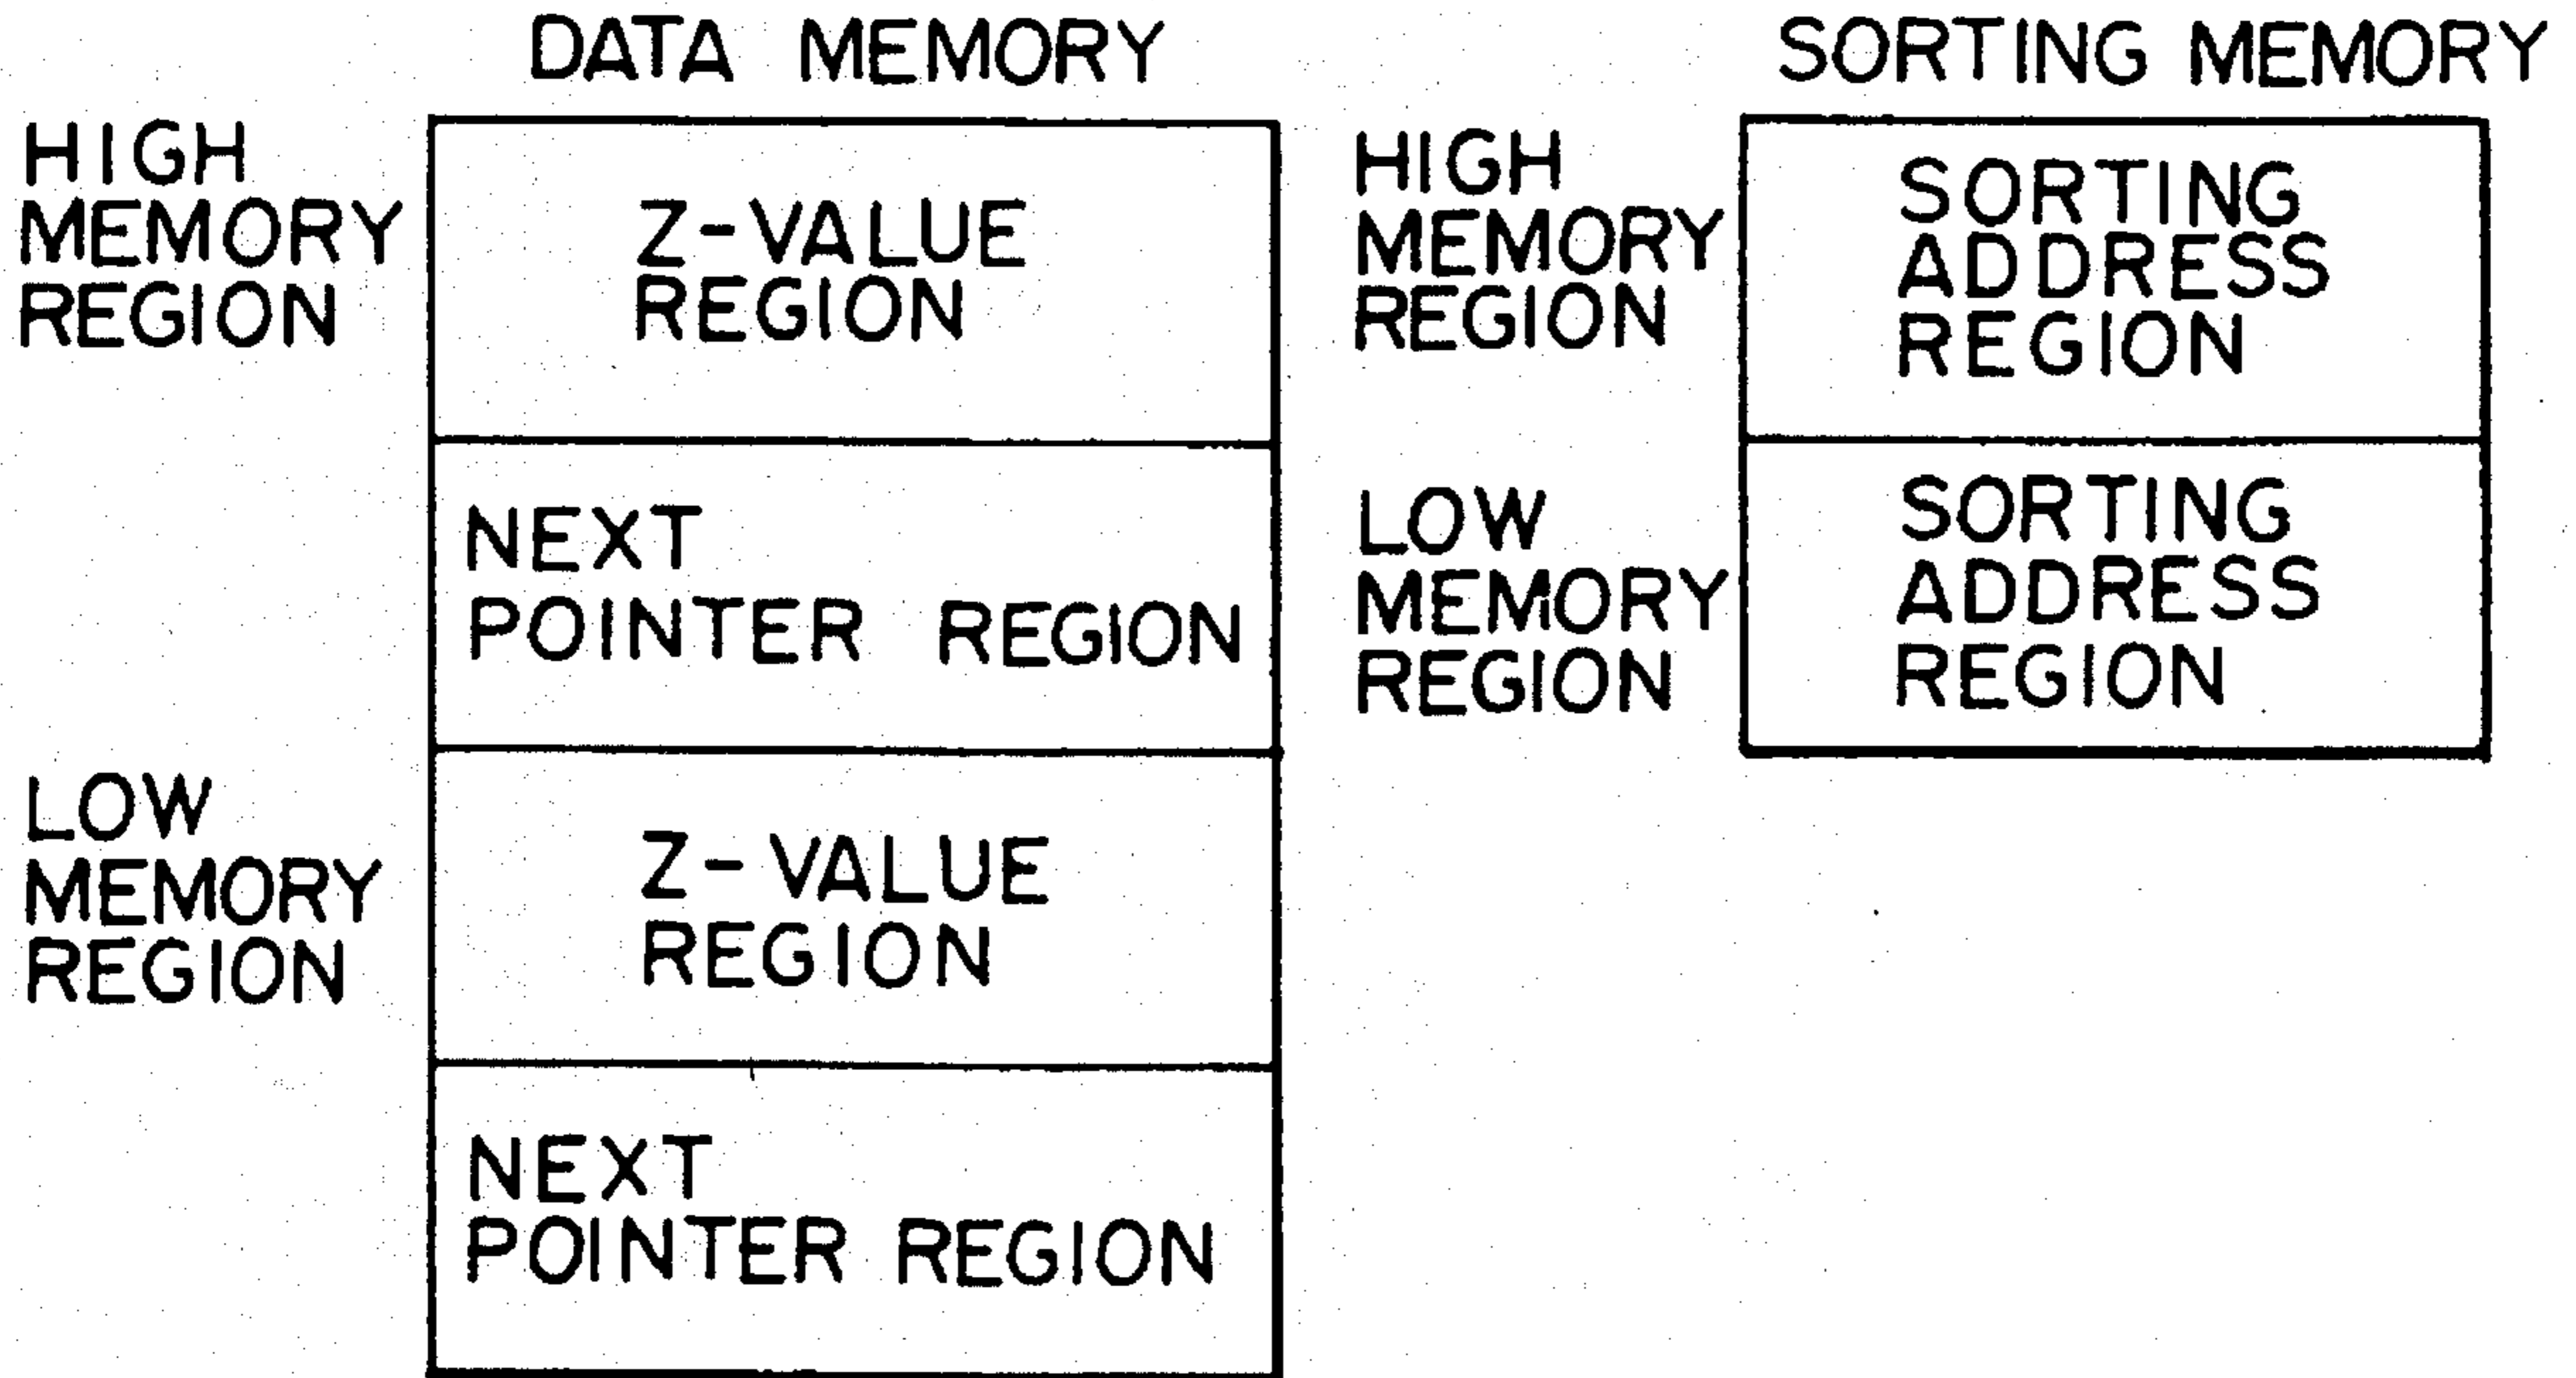 DATA MEMORY
HIGH
MEMORY
REGION
Z-VALUE
REGION
NEXT
POINTER REGION
LOW
MEMORY
REGION
Z-VALUE
REGION
NEXT
POINTER REGION
SORTING MEMORY
HIGH
MEMORY
REGION
SORTING
ADDRESS
REGION
LOW
MEMORY
REGION
SORTING
ADDRESS
REGION